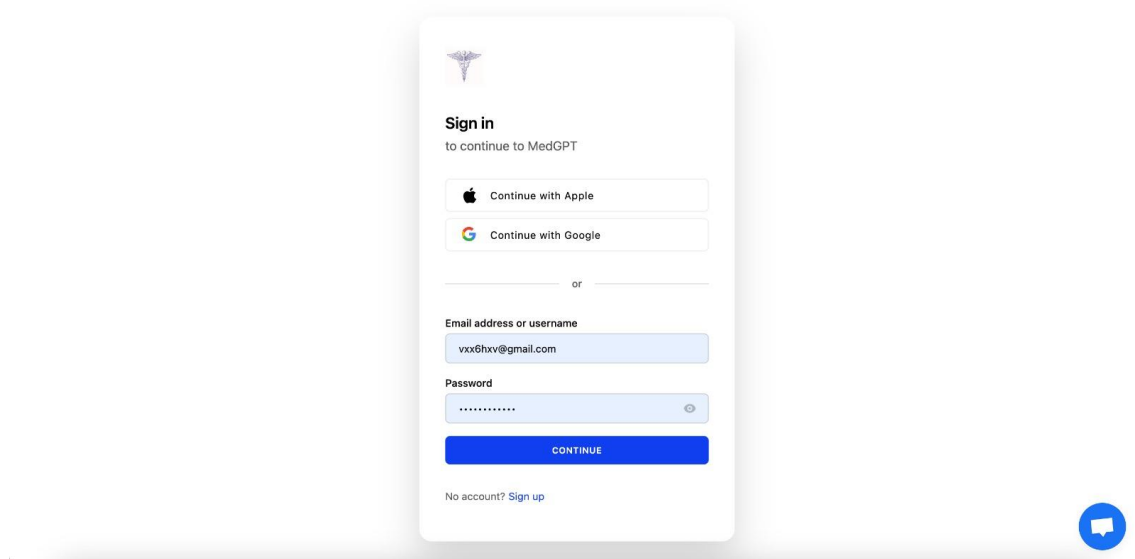 Sign in
to continue to MedGPT
Continue with Apple
Continue with Google
or
Email address or username
vxx6hxv@gmail.com
Password
••••••••••••
CONTINUE
No account? Sign up